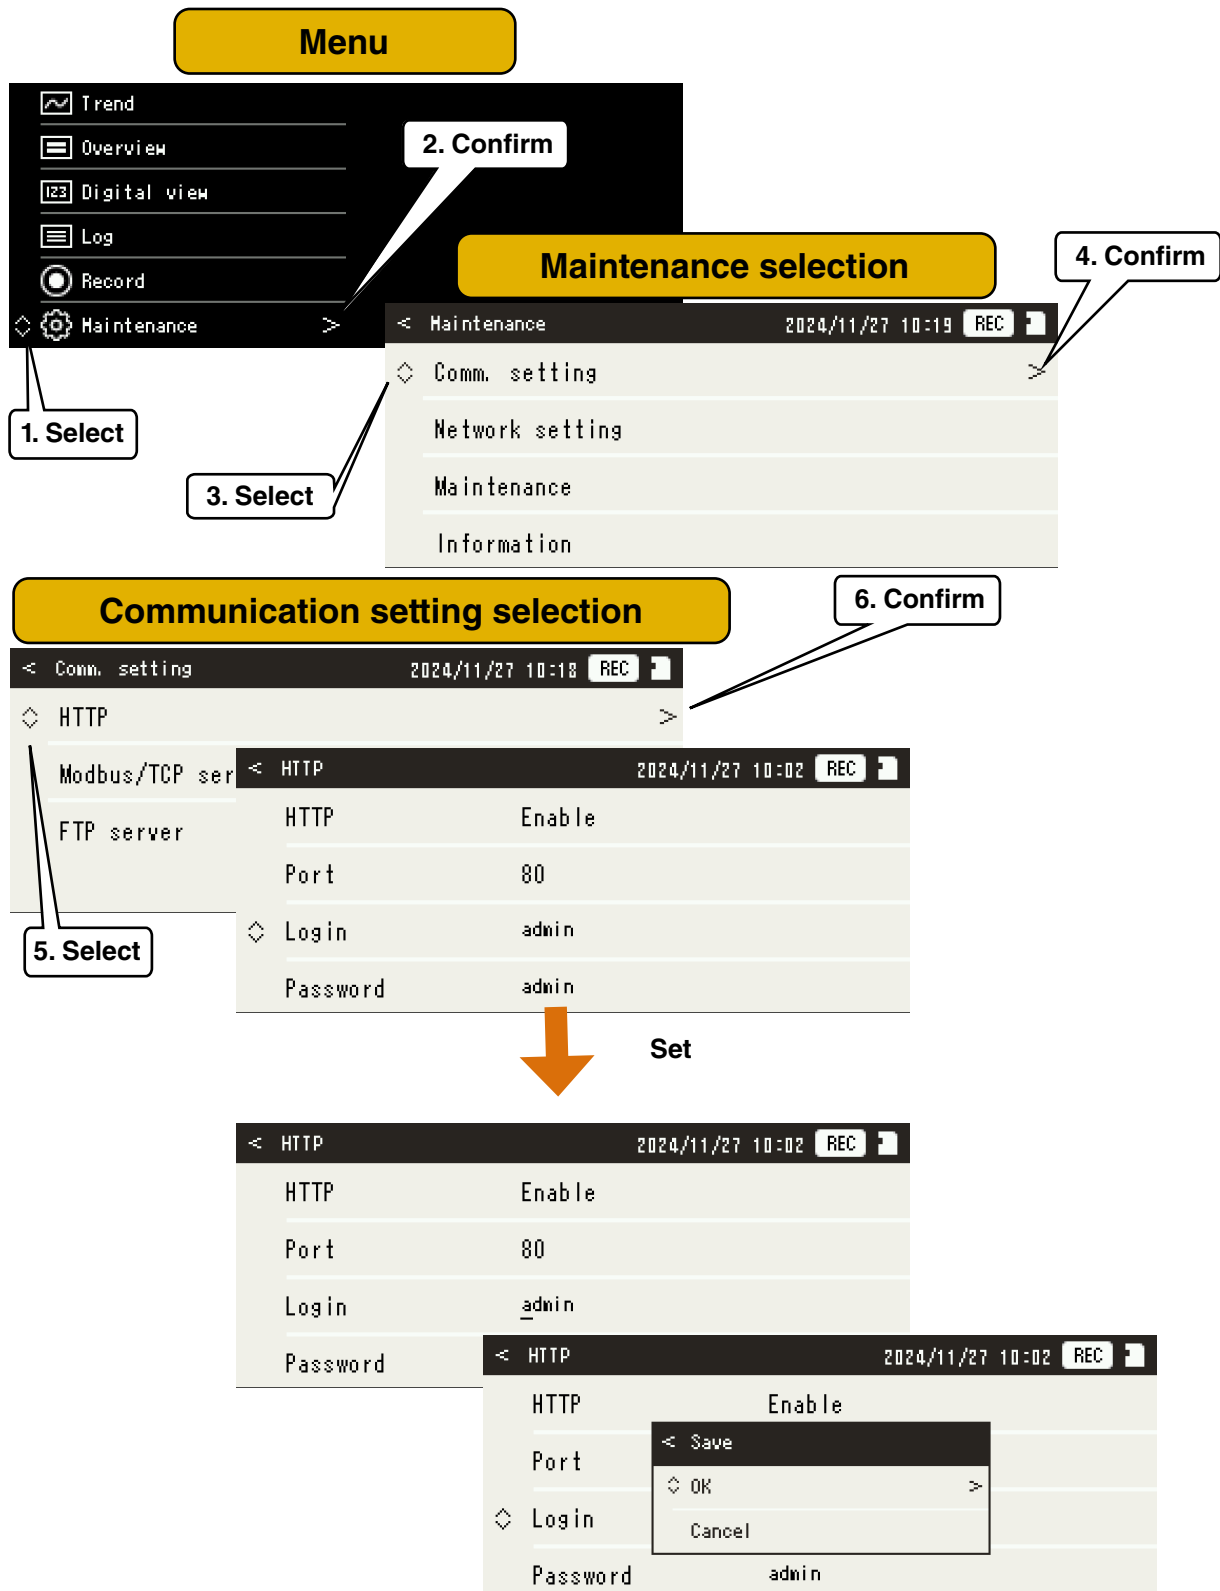 Menu
Trend
Overview
2. Confirm
123 Digital view
Log
Record
Maintenance >
1. Select
Maintenance selection
4. Confirm
< Maintenance 2024/11/27 10:19 REC
Comm. setting >
Network setting
Maintenance
Information
3. Select
Communication setting selection
6. Confirm
< Comm. setting 2024/11/27 10:18 REC
HTTP >
Modbus/TCP ser
FTP server
5. Select
< HTTP 2024/11/27 10:02 REC
HTTP Enable
Port 80
Login admin
Password admin
Set
< HTTP 2024/11/27 10:02 REC
HTTP Enable
Port 80
Login admin
Password
< HTTP 2024/11/27 10:02 REC
HTTP Enable
Port
Login
Password admin
< Save
OK >
Cancel